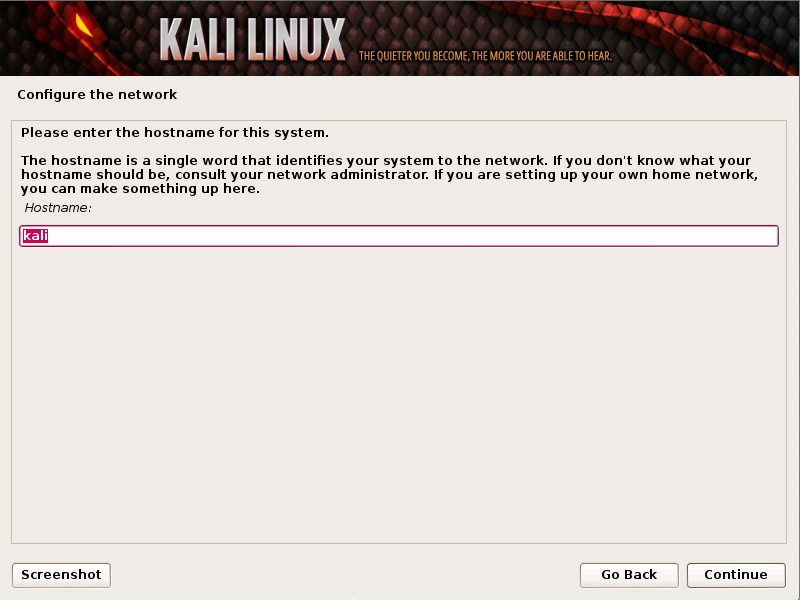 KALI LINUX
THE QUIETER YOU BECOME, THE MORE YOU ARE ABLE TO HEAR.
Configure the network
Please enter the hostname for this system.
The hostname is a single word that identifies your system to the network. If you don't know what your
hostname should be, consult your network administrator. If you are setting up your own home network,
you can make something up here.
Hostname:
kali
Screenshot
Go Back
Continue